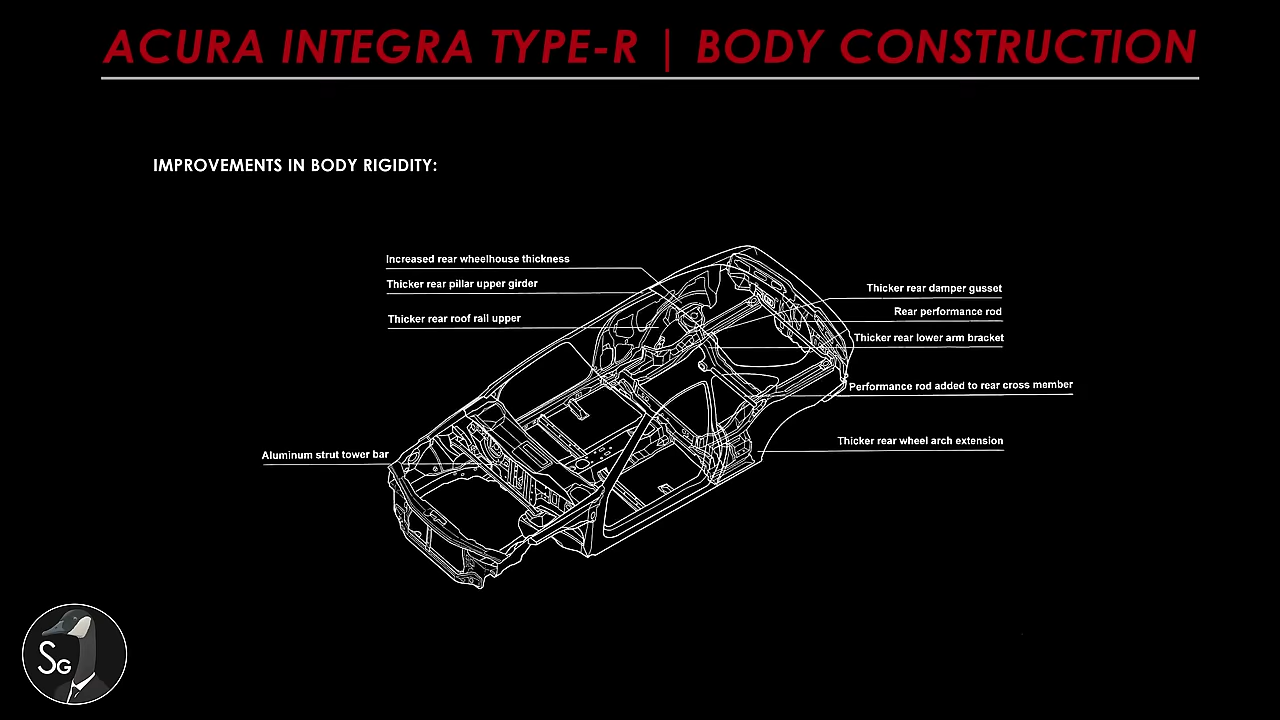 ACURA INTEGRA TYPE-R | BODY CONSTRUCTION
IMPROVEMENTS IN BODY RIGIDITY:
Increased rear wheelhouse thickness
Thicker rear pillar upper girder
Thicker rear roof rail upper
Aluminum strut tower bar
Thicker rear damper gusset
Rear performance rod
Thicker rear lower arm bracket
Performance rod added to rear cross member
Thicker rear wheel arch extension
SG